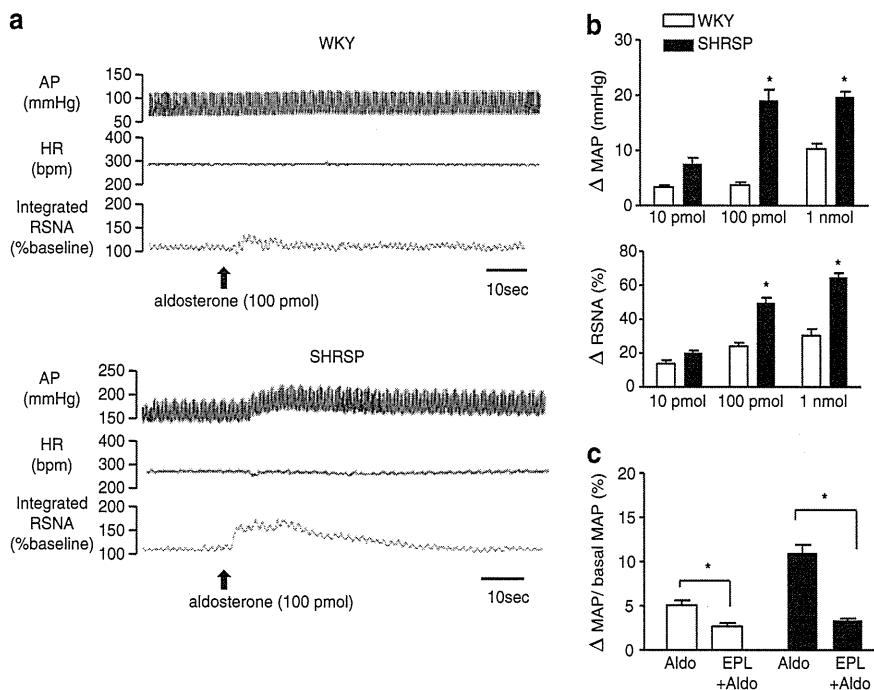 a
WKY
AP
(mmHg)
150
100
50
HR
(bpm)
400
300
200
Integrated
RSNA
(%baseline)
200
150
100
aldosterone (100 pmol)
10sec
SHRSP
AP
(mmHg)
250
200
150
HR
(bpm)
400
300
200
Integrated
RSNA
(%baseline)
200
150
100
aldosterone (100 pmol)
10sec
b
WKY
SHRSP
Δ MAP (mmHg)
30
20
10
0
* *
10 pmol 100 pmol 1 nmol
Δ RSNA (%)
80
60
40
20
0
* *
10 pmol 100 pmol 1 nmol
c
Δ MAP/ basal MAP (%)
20
15
10
5
0
* *
Aldo EPL Aldo EPL
+Aldo +Aldo